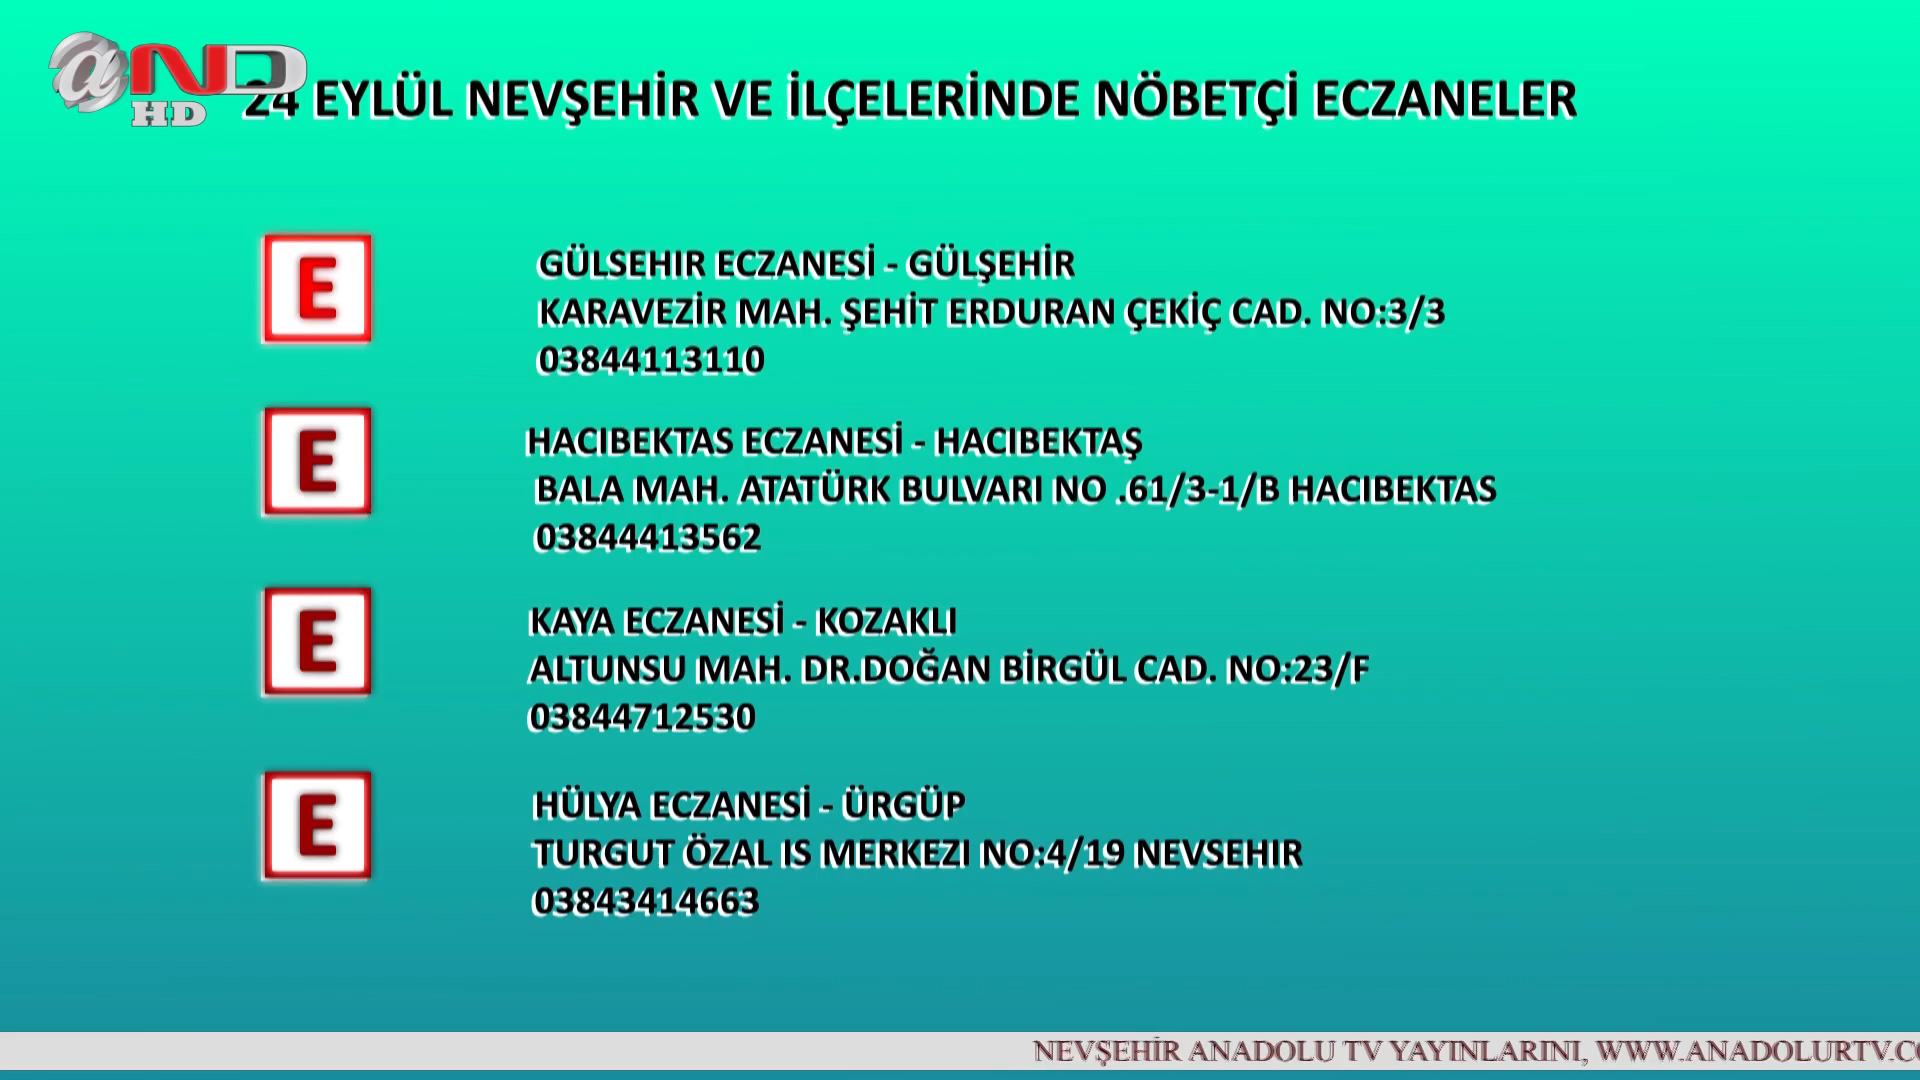 @ND
HD
24 EYLÜL NEVŞEHİR VE İLÇELERİNDE NÖBETÇİ ECZANELER
E
GÜLSEHIR ECZANESİ - GÜLŞEHİR
KARAVEZİR MAH. ŞEHİT ERDURAN ÇEKİÇ CAD. NO:3/3
03844113110
E
HACIBEKTAS ECZANESİ - HACIBEKTAŞ
BALA MAH. ATATÜRK BULVARI NO .61/3-1/B HACIBEKTAS
03844413562
E
KAYA ECZANESİ - KOZAKLI
ALTUNSU MAH. DR.DOĞAN BİRGÜL CAD. NO:23/F
03844712530
E
HÜLYA ECZANESİ - ÜRGÜP
TURGUT ÖZAL IS MERKEZI NO:4/19 NEVSEHIR
03843414663
NEVŞEHİR ANADOLU TV YAYINLARINI, WWW.ANADOLURTV.CO